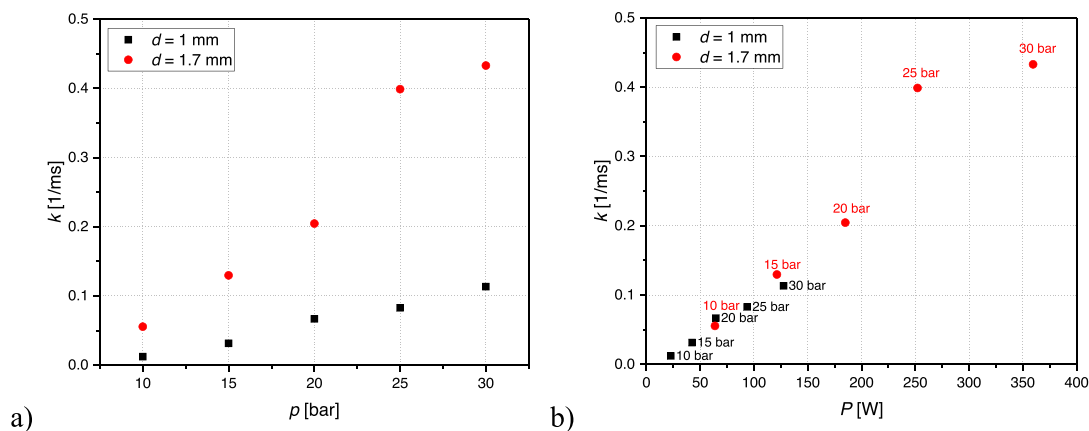 0.5
0.4
0.3
0.2
0.1
0.0
k [1/ms]
d = 1 mm
d = 1.7 mm
10
15
20
25
30
p [bar]
a)
0.5
0.4
0.3
0.2
0.1
0.0
k [1/ms]
d = 1 mm
d = 1.7 mm
30 bar
25 bar
20 bar
15 bar
30 bar
10 bar
25 bar
20 bar
15 bar
10 bar
0
50
100
150
200
250
300
350
400
P [W]
b)